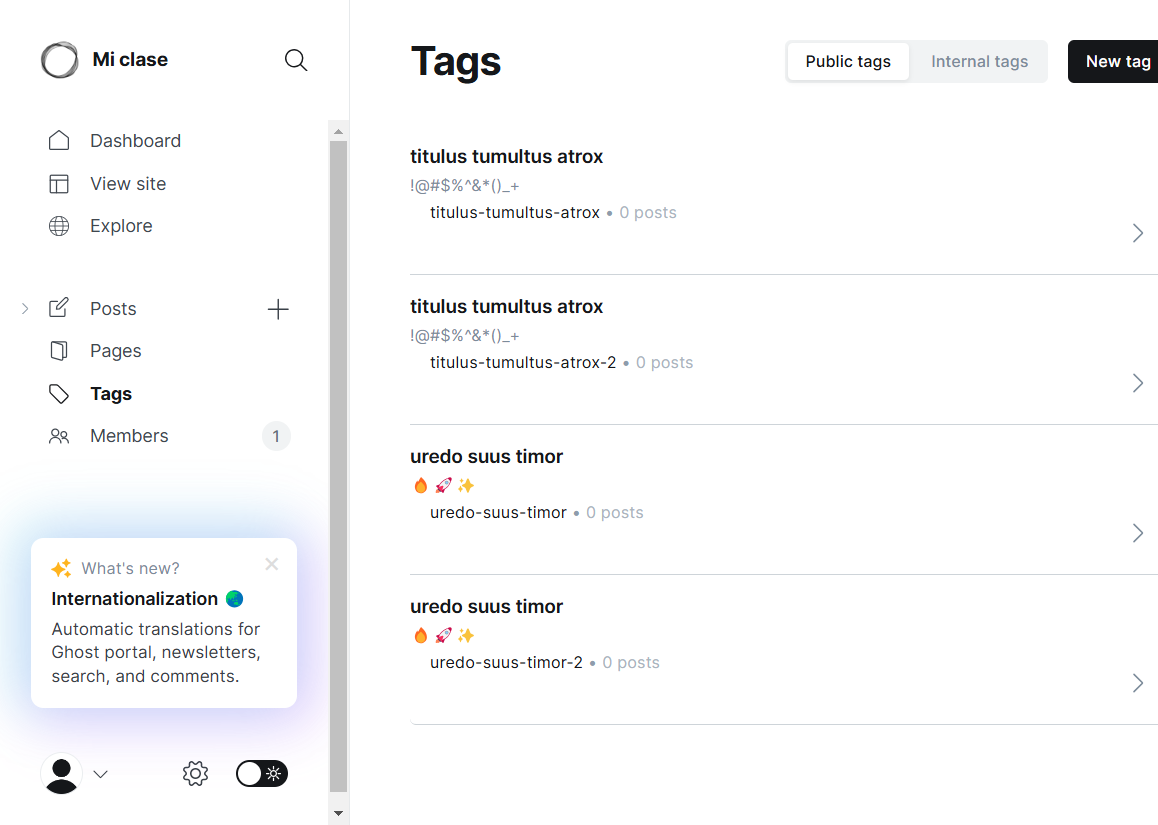 Mi clase
Dashboard
View site
Explore
Posts
Pages
Tags
Members
1
What's new?
Internationalization 🌏
Automatic translations for
Ghost portal, newsletters,
search, and comments.
Tags
Public tags
Internal tags
New tag
titulus tumultus atrox
!@#$%^&*()_+
titulus-tumultus-atrox • 0 posts
titulus tumultus atrox
!@#$%^&*()_+
titulus-tumultus-atrox-2 • 0 posts
uredo suus timor
🔥 🚀 ✨
uredo-suus-timor • 0 posts
uredo suus timor
🔥 🚀 ✨
uredo-suus-timor-2 • 0 posts